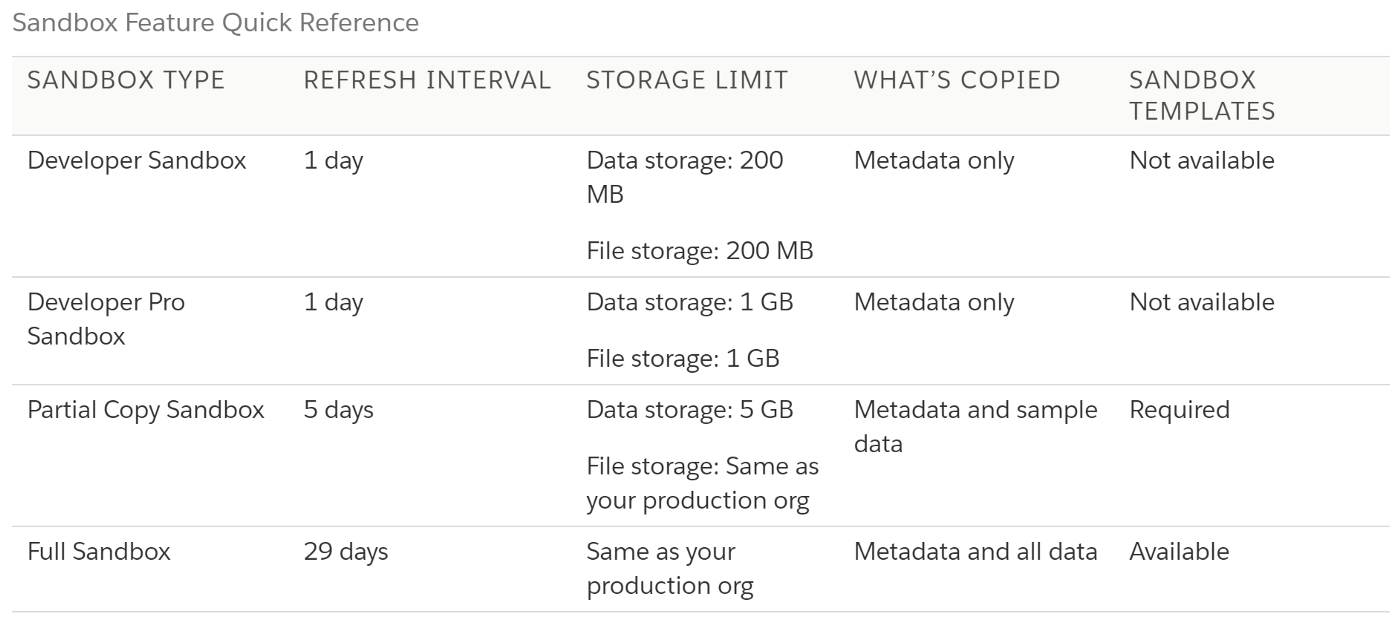 Sandbox Feature Quick Reference
SANDBOX TYPE REFRESH INTERVAL STORAGE LIMIT WHAT’S COPIED SANDBOX
TEMPLATES
Developer Sandbox 1 day Data storage: 200 Metadata only Not available
MB
File storage: 200 MB
Developer Pro 1 day Data storage: 1 GB Metadata only Not available
Sandbox
File storage: 1 GB
Partial Copy Sandbox 5 days Data storage: 5 GB Metadata and sample Required
data
File storage: Same as
your production org
Full Sandbox 29 days Same as your Metadata and all data Available
production org